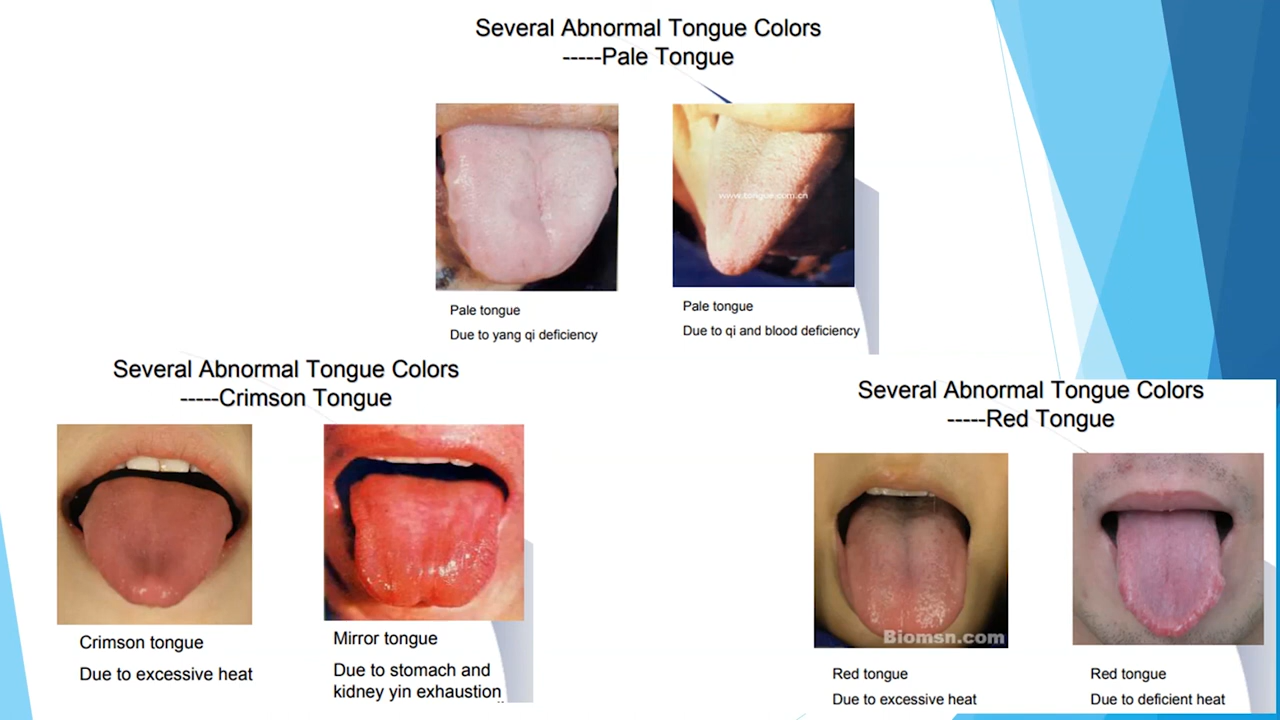 Several Abnormal Tongue Colors
-----Pale Tongue
www.tongue.com.cn
Pale tongue
Due to yang qi deficiency
Pale tongue
Due to qi and blood deficiency
Several Abnormal Tongue Colors
-----Crimson Tongue
Crimson tongue
Due to excessive heat
Mirror tongue
Due to stomach and
kidney yin exhaustion
Several Abnormal Tongue Colors
-----Red Tongue
Biomsn.com
Red tongue
Due to excessive heat
Red tongue
Due to deficient heat